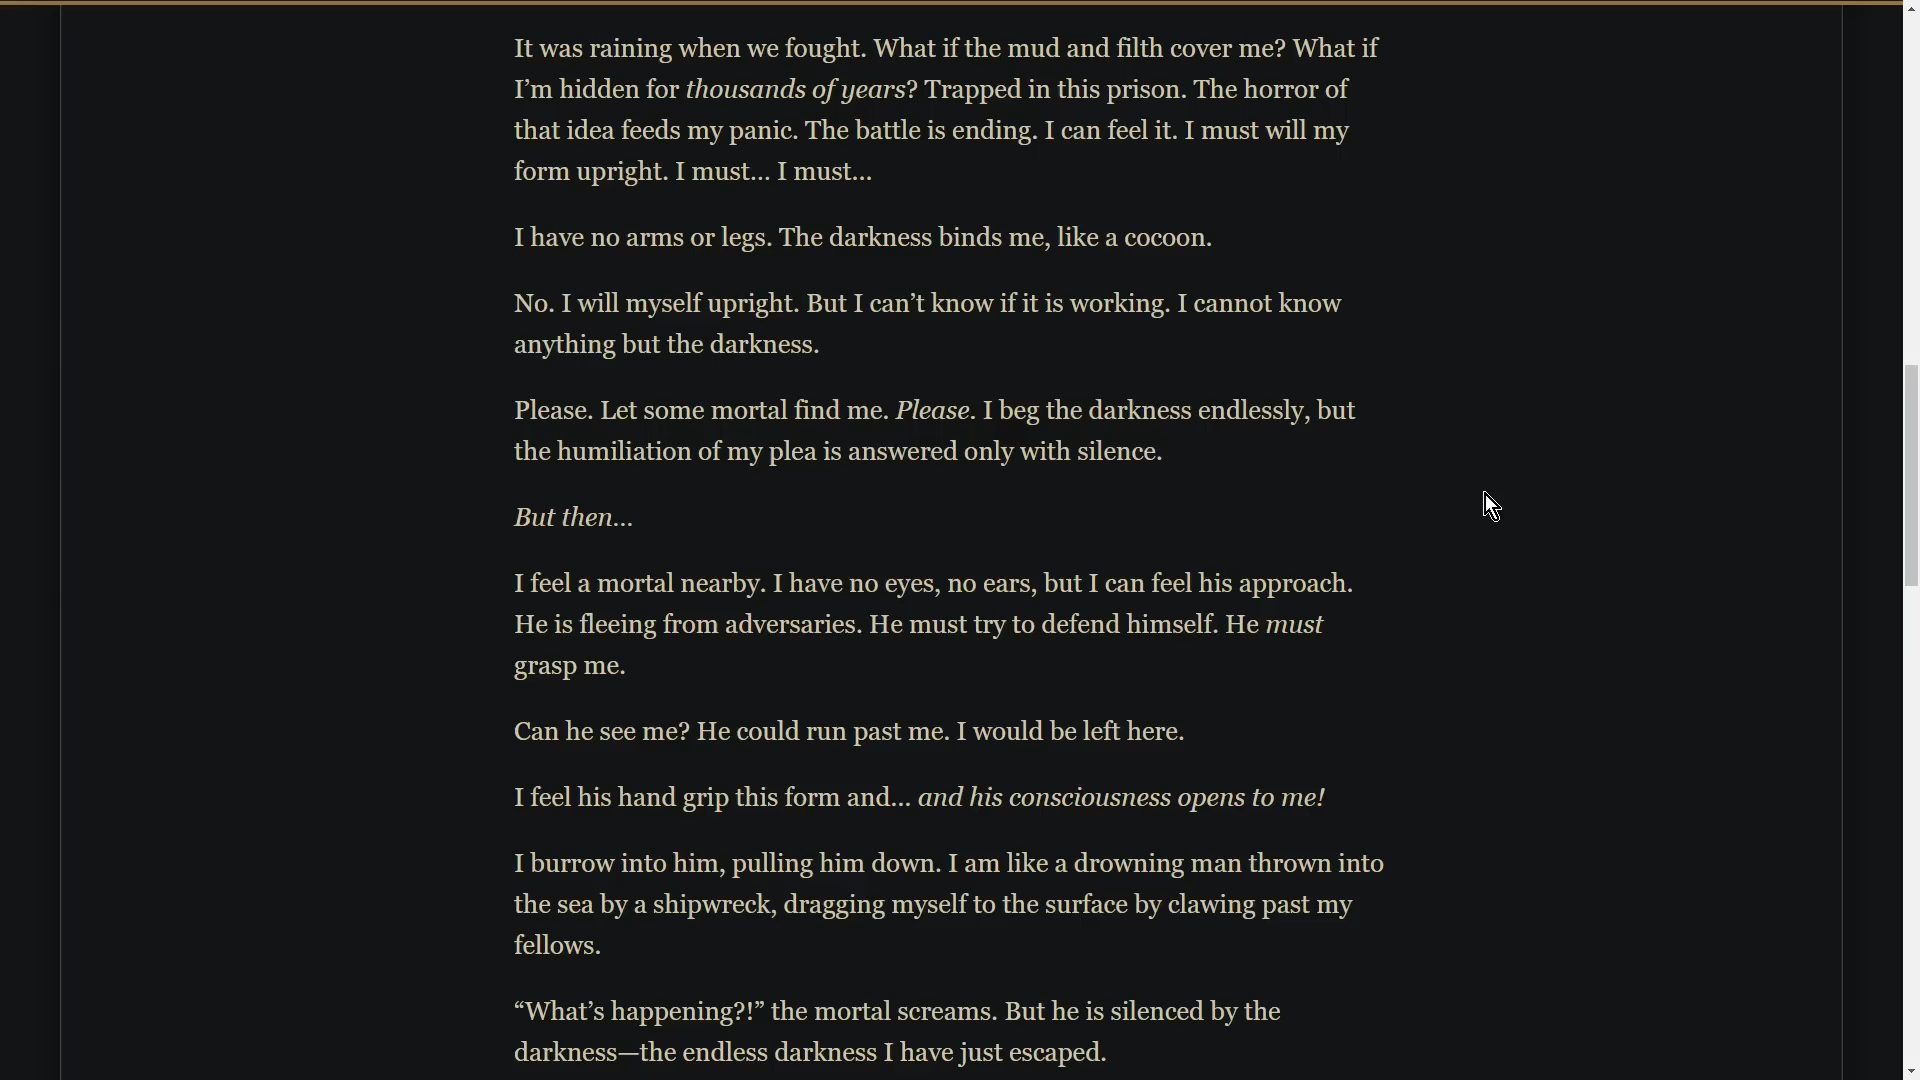 It was raining when we fought. What if the mud and filth cover me? What if
I’m hidden for thousands of years? Trapped in this prison. The horror of
that idea feeds my panic. The battle is ending. I can feel it. I must will my
form upright. I must… I must…
I have no arms or legs. The darkness binds me, like a cocoon.
No. I will myself upright. But I can’t know if it is working. I cannot know
anything but the darkness.
Please. Let some mortal find me. Please. I beg the darkness endlessly, but
the humiliation of my plea is answered only with silence.
But then…
I feel a mortal nearby. I have no eyes, no ears, but I can feel his approach.
He is fleeing from adversaries. He must try to defend himself. He must
grasp me.
Can he see me? He could run past me. I would be left here.
I feel his hand grip this form and… and his consciousness opens to me!
I burrow into him, pulling him down. I am like a drowning man thrown into
the sea by a shipwreck, dragging myself to the surface by clawing past my
fellows.
“What’s happening?!” the mortal screams. But he is silenced by the
darkness—the endless darkness I have just escaped.